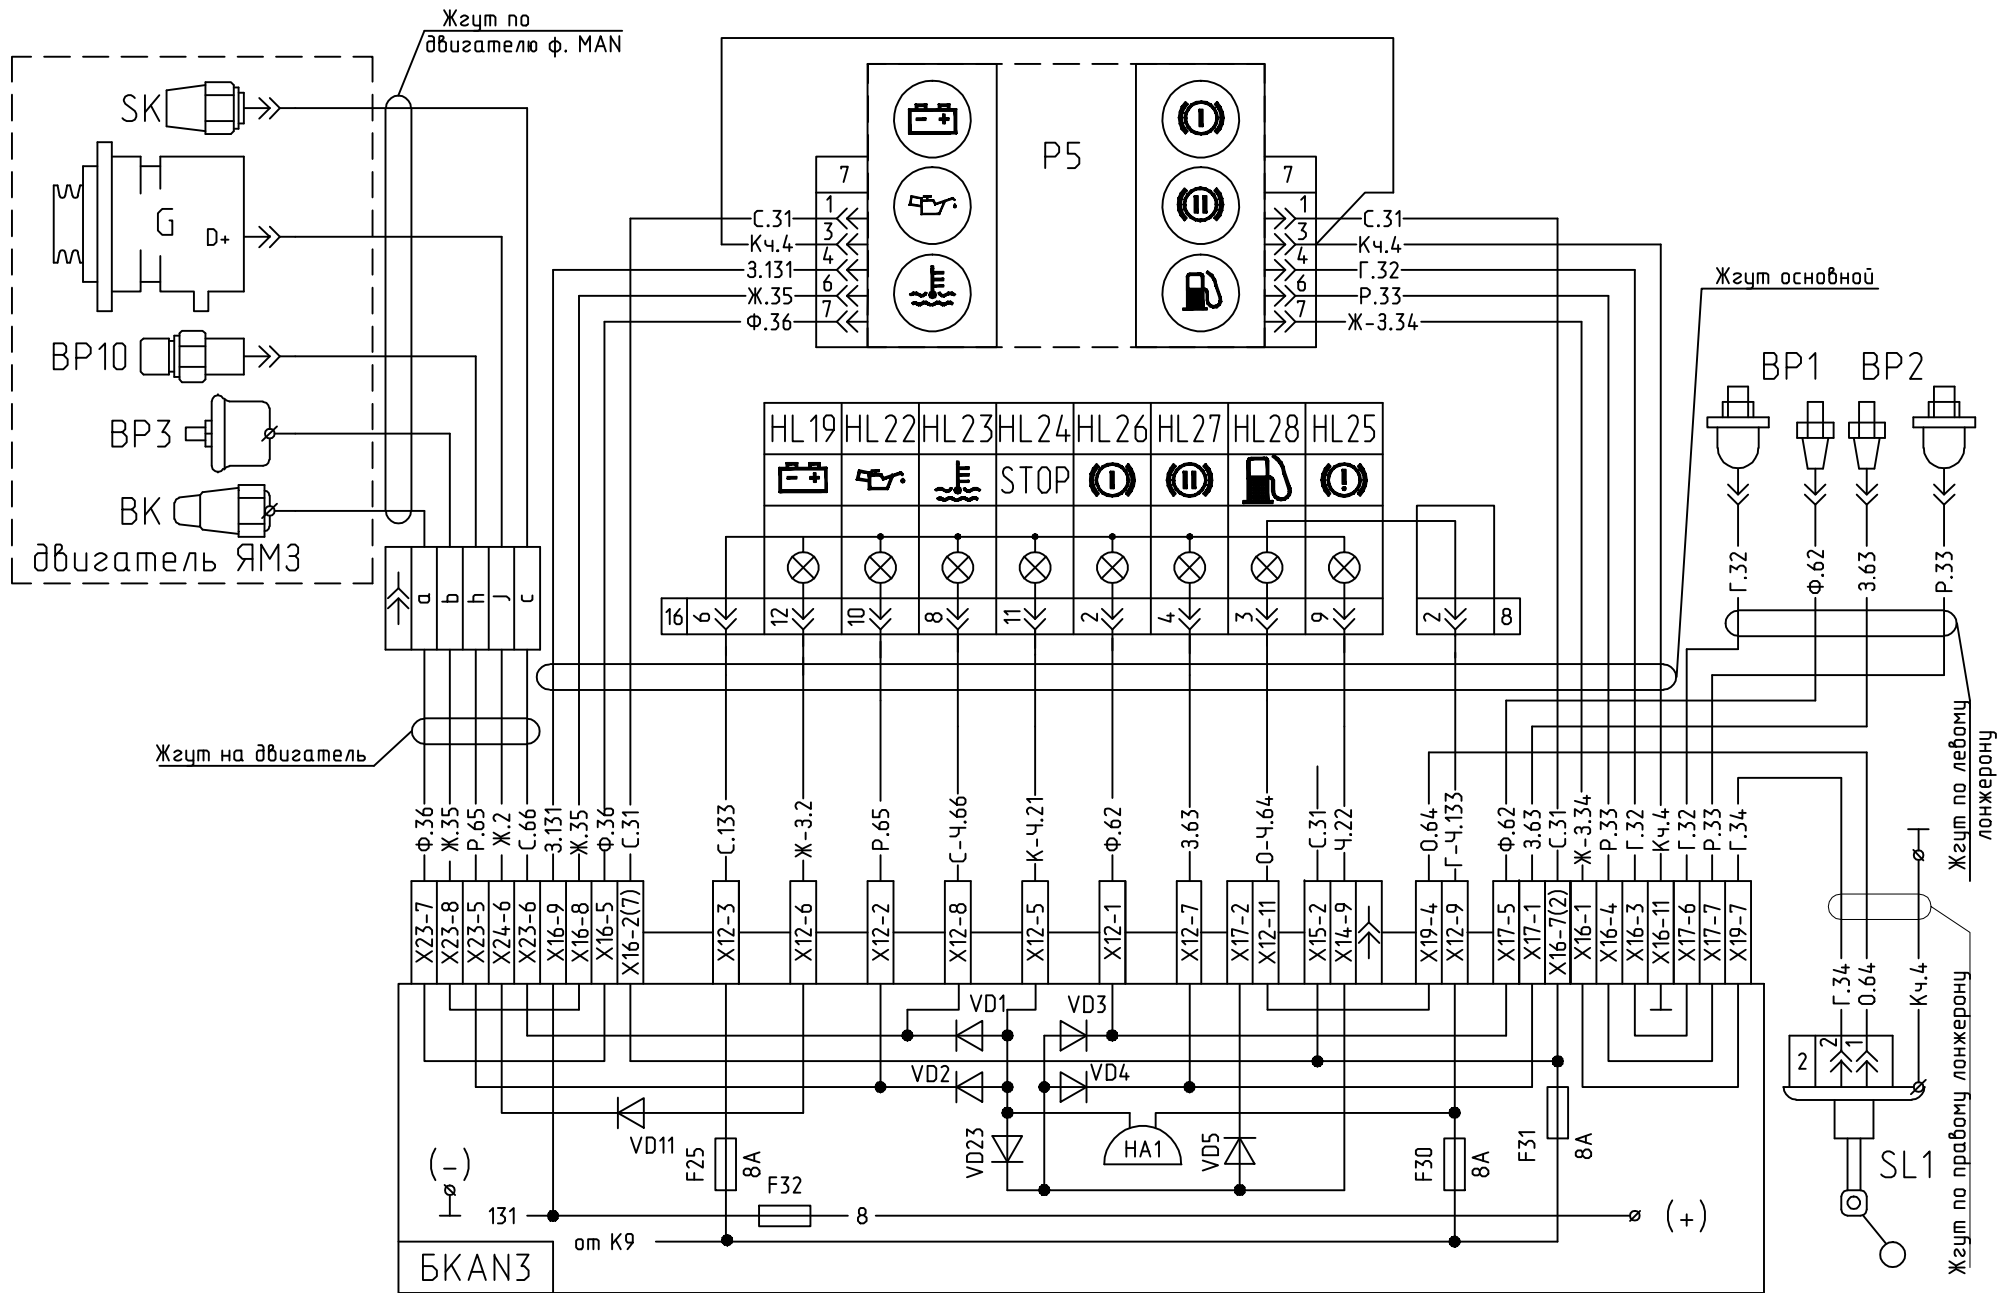 Жгут по
двигателю ф. MAN
SK
G
D+
BP10
BP3
BK
двигатель ЯМЗ
a
b
h
j
c
Жгут на двигатель
P5
7
1
3
4
6
7
С.31
Кч.4
З.131
Ж.35
Ф.36
7
1
3
4
6
7
С.31
Кч.4
Г.32
Р.33
Ж-З.34
Жгут основной
HL19
HL22
HL23
HL24
HL26
HL27
HL28
HL25
STOP
16
6
12
10
8
11
2
4
3
9
2
8
BP1
BP2
Г.32
Ф.62
З.63
Р.33
Жгут по левому
лонжерону
Ф.36
Ж.35
Р.65
Ж.2
С.66
З.131
Ж.35
Ф.36
С.31
С.133
Ж-З.2
Р.65
С-Ч.66
К-Ч.21
Ф.62
З.63
О-Ч.64
С.31
Ч.22
О.64
Г-Ч.133
Ф.62
З.63
С.31
Ж-З.34
Р.33
Г.32
Кч.4
Г.32
Р.33
Г.34
X23-7
X23-8
X23-5
X24-6
X23-6
X16-9
X16-8
X16-5
X16-2(7)
X12-3
X12-6
X12-2
X12-8
X12-5
X12-1
X12-7
X17-2
X12-11
X15-2
X14-9
X19-4
X12-9
X17-5
X17-1
X16-7(2)
X16-1
X16-4
X16-3
X16-11
X17-6
X17-7
X19-7
VD1
VD3
VD2
VD4
VD11
VD23
HA1
VD5
F25
8A
F32
F30
8A
F31
8A
(-)
131
8
(+)
от К9
БКАN3
Г.34
О.64
Кч.4
2
2
1
SL1
Жгут по правому лонжерону